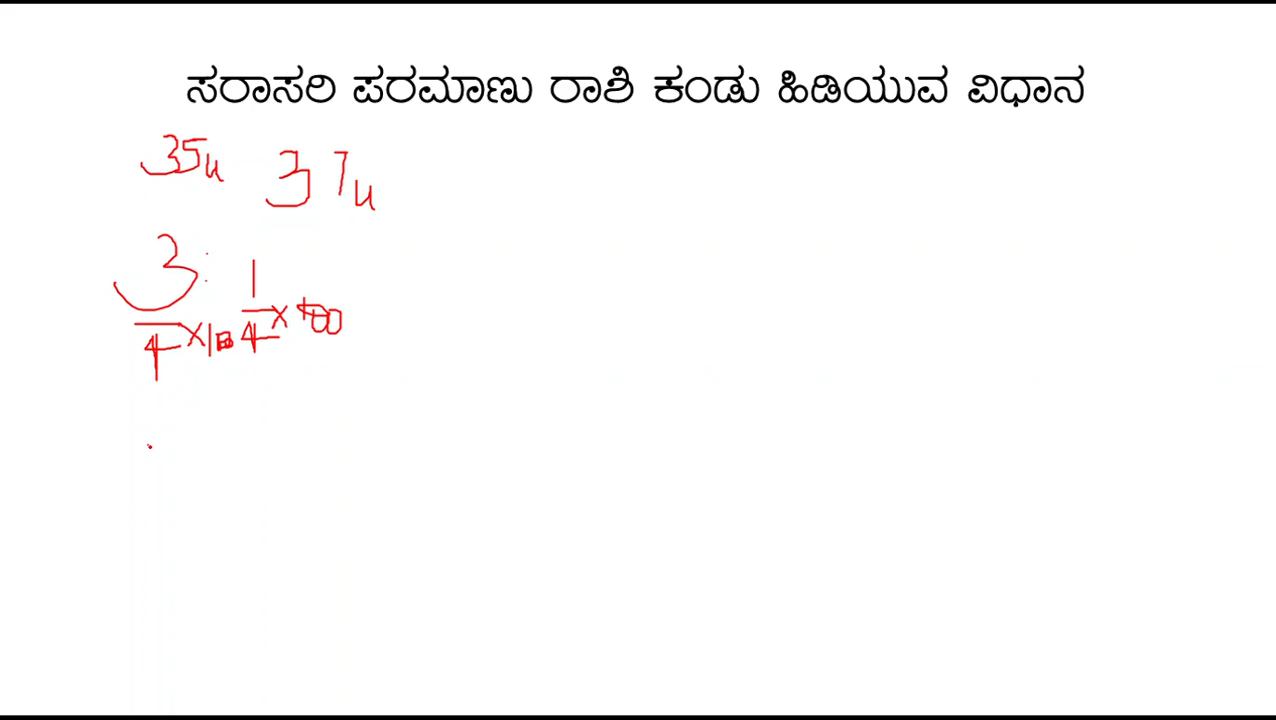 ಸರಾಸರಿ ಪರಮಾಣು ರಾಶಿ ಕಂಡು ಹಿಡಿಯುವ ವಿಧಾನ
35u 37u
3 : 1
4 ×100 4 ×100